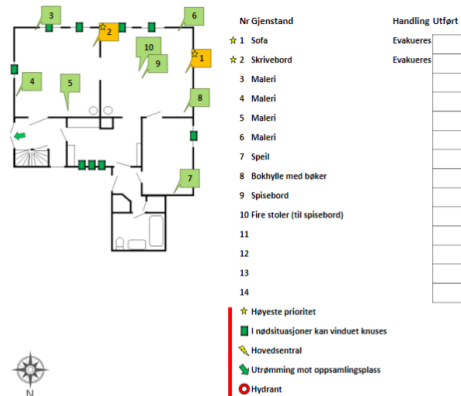 3
6
2
10
9
1
4
5
8
7
N
Nr Gjenstand Handling Utført
1 Sofa Evakueres
2 Skrivebord Evakueres
3 Maleri
4 Maleri
5 Maleri
6 Maleri
7 Speil
8 Bokhylle med bøker
9 Spisebord
10 Fire stoler (til spisebord)
11
12
13
14
Høyeste prioritet
I nødsituasjoner kan vinduet knuses
Hovedsentral
Utrømming mot oppsamlingsplass
Hydrant